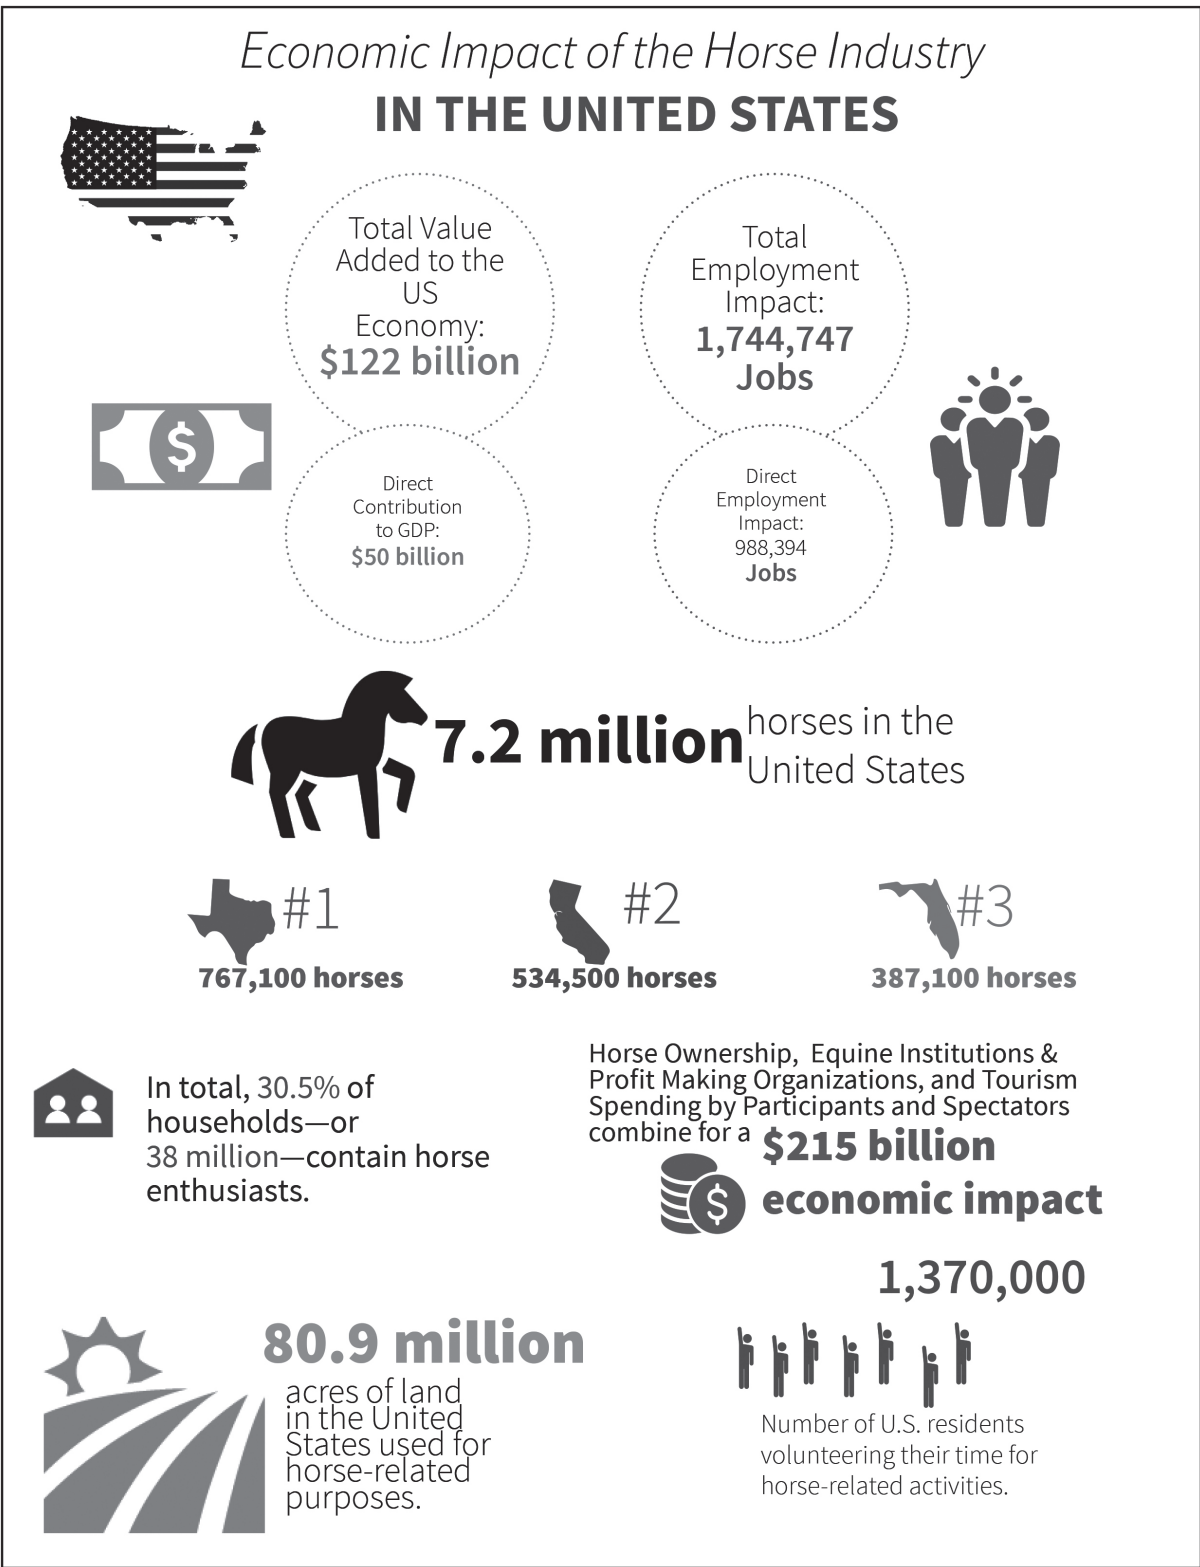 Economic Impact of the Horse Industry
IN THE UNITED STATES
Total Value
Added to the
US
Economy:
$122 billion
Total
Employment
Impact:
1,744,747
Jobs
$
Direct
Contribution
to GDP:
$50 billion
Direct
Employment
Impact:
988,394
Jobs
7.2 million
horses in the
United States
#1
767,100 horses
#2
534,500 horses
#3
387,100 horses
In total, 30.5% of
households—or
38 million—contain horse
enthusiasts.
Horse Ownership,  Equine Institutions &
Profit Making Organizations, and Tourism
Spending by Participants and Spectators
combine for a
$215 billion
economic impact
$
80.9 million
acres of land
in the United
States used for
horse-related
purposes.
1,370,000
Number of U.S. residents
volunteering their time for
horse-related activities.